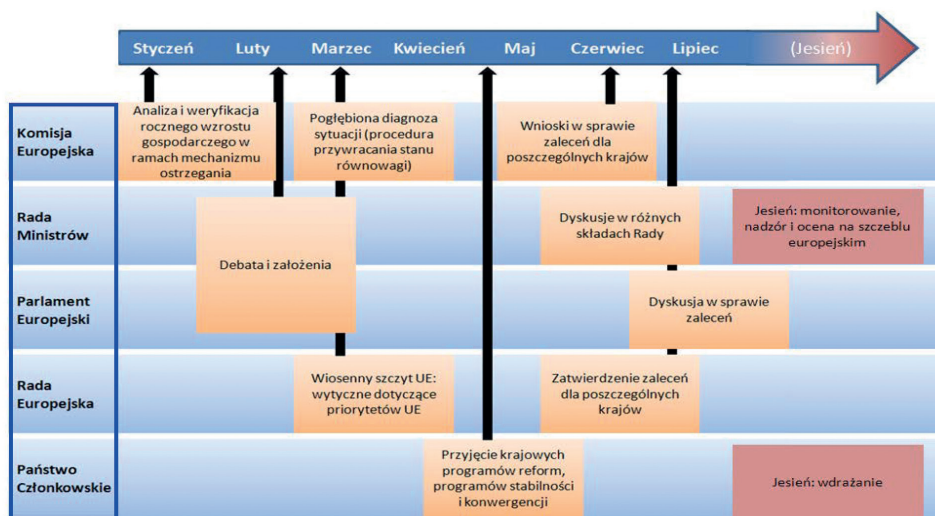 Styczeń Luty Marzec Kwiecień Maj Czerwiec Lipiec (Jesień)
Komisja
Europejska
Analiza i weryfikacja
rocznego wzrostu
gospodarczego w
ramach mechanizmu
ostrzegania
Pogłębiona diagnoza
sytuacji (procedura
przywracania stanu
równowagi)
Wnioski w sprawie
zaleceń dla
poszczególnych krajów
Rada
Ministrów
Debata i założenia
Dyskusje w różnych
składach Rady
Jesień: monitorowanie,
nadzór i ocena na szczeblu
europejskim
Parlament
Europejski
Dyskusja w sprawie
zaleceń
Rada
Europejska
Wiosenny szczyt UE:
wytyczne dotyczące
priorytetów UE
Zatwierdzenie zaleceń
dla poszczególnych
krajów
Państwo
Członkowskie
Przyjęcie krajowych
programów reform,
programów stabilności
i konwergencji
Jesień: wdrażanie